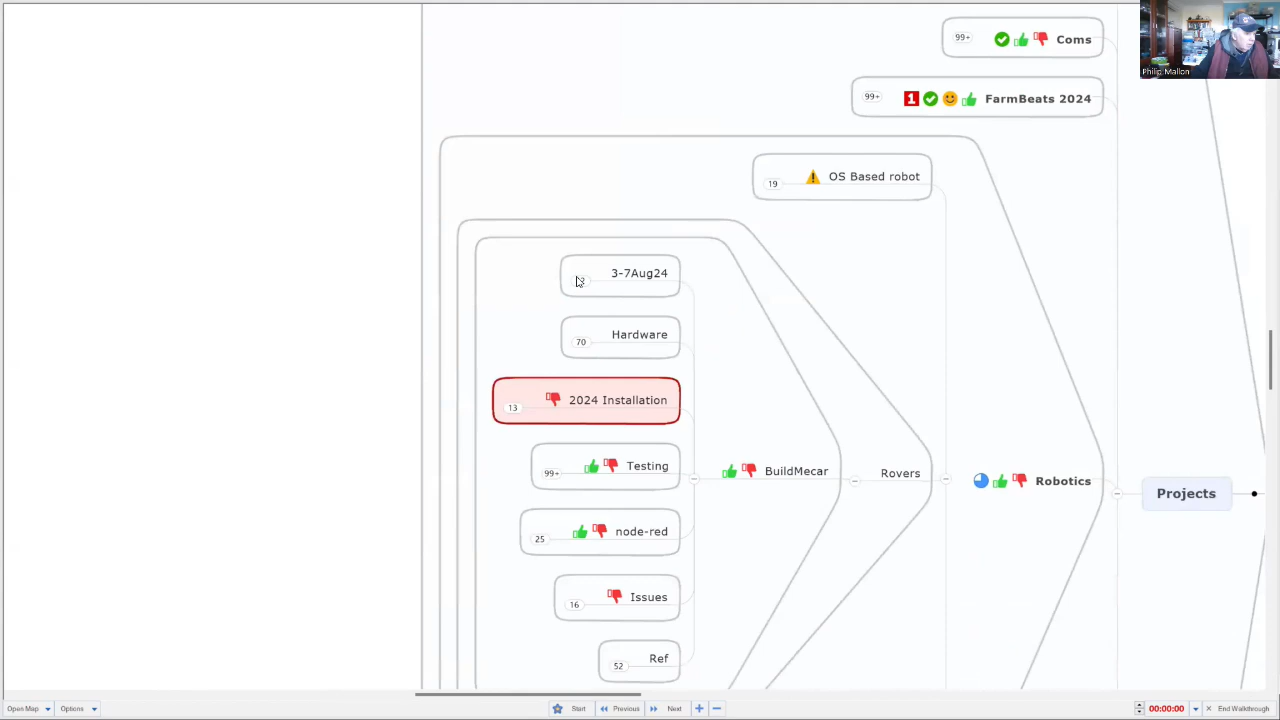 99+ Coms
Philip Mallon
99+ 1 FarmBeats 2024
19 OS Based robot
3-7Aug24
70 Hardware
13 2024 Installation
99+ Testing
BuildMecar
Rovers
Robotics
Projects
25 node-red
16 Issues
52 Ref
Open Map Options Start Previous Next 00:00:00 End Walkthrough